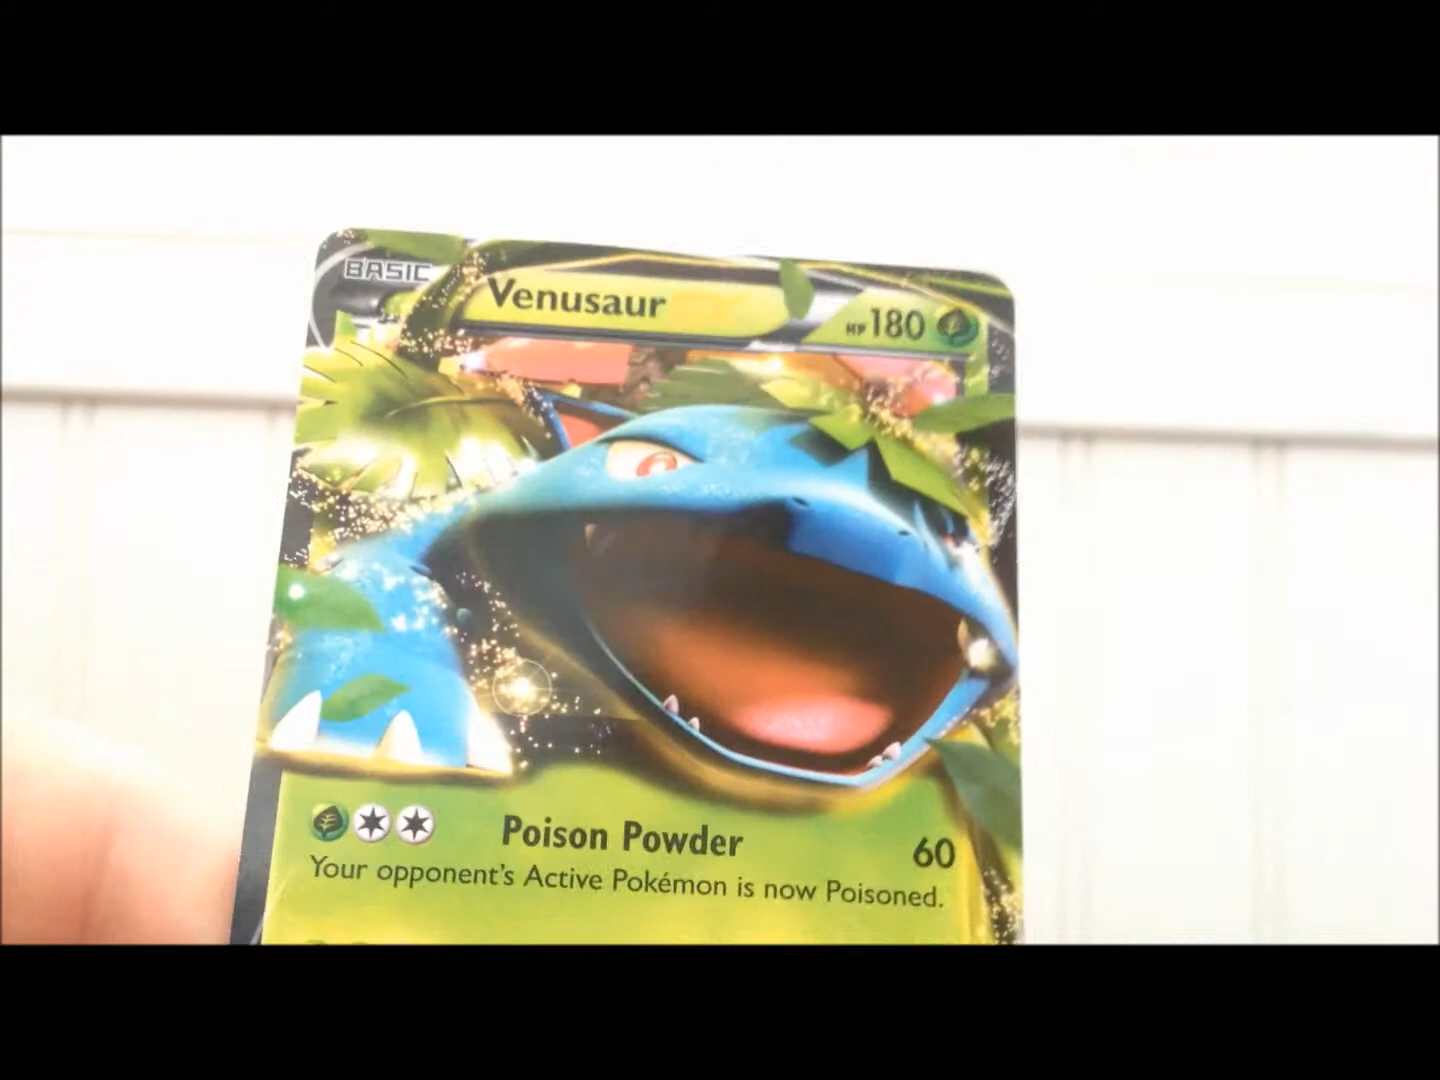 BASIC
Venusaur
HP 180
Poison Powder 60
Your opponent's Active Pokémon is now Poisoned.